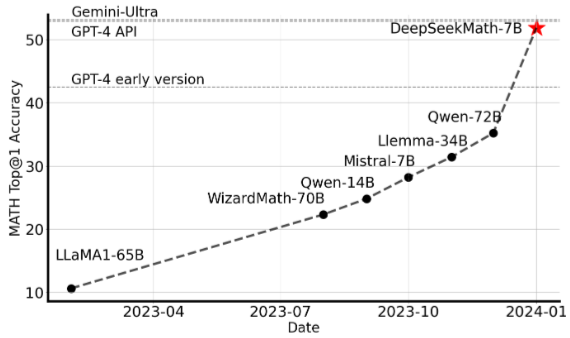 Gemini-Ultra
GPT-4 API
DeepSeekMath-7B
GPT-4 early version
Qwen-72B
Llemma-34B
Mistral-7B
Qwen-14B
WizardMath-70B
LLaMA1-65B
50
40
30
20
10
MATH Top@1 Accuracy
2023-04 2023-07 2023-10 2024-01
Date